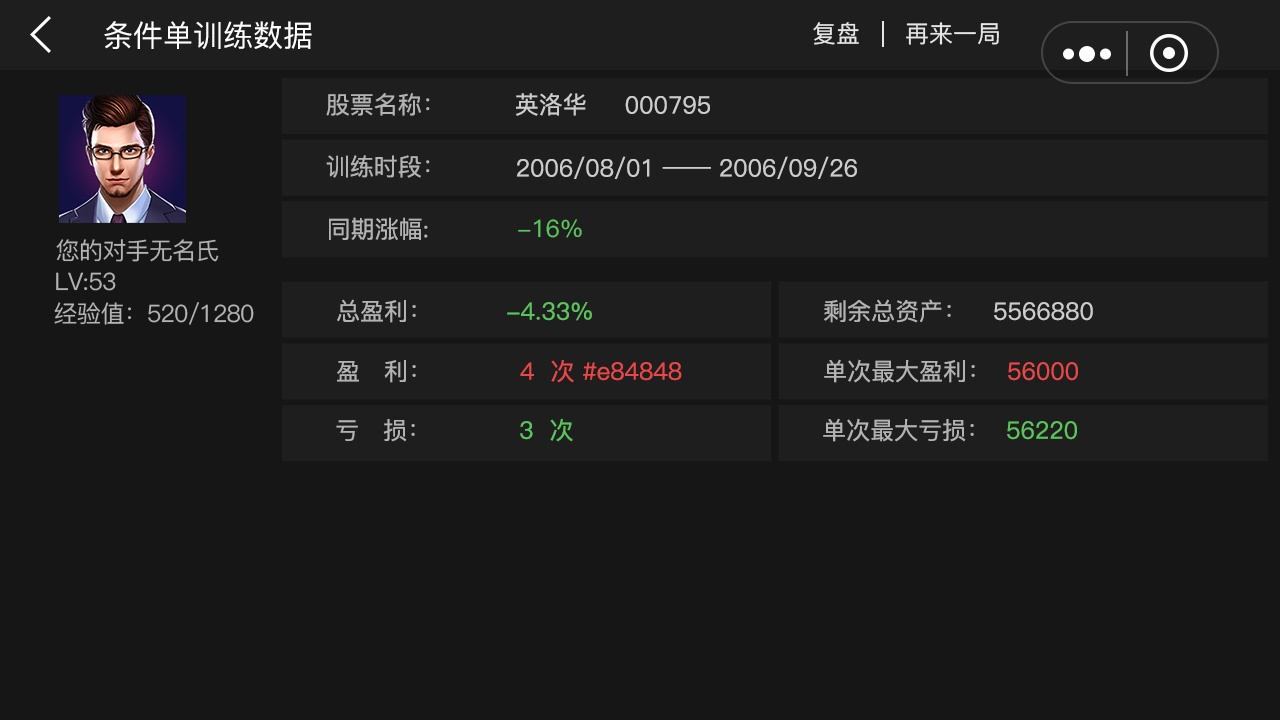 条件单训练数据 复盘 | 再来一局
股票名称： 英洛华 000795
训练时段： 2006/08/01 —— 2006/09/26
同期涨幅: -16%
您的对手无名氏
LV:53
经验值：520/1280
总盈利： -4.33% 剩余总资产： 5566880
盈 利： 4 次 #e84848 单次最大盈利： 56000
亏 损： 3 次 单次最大亏损： 56220